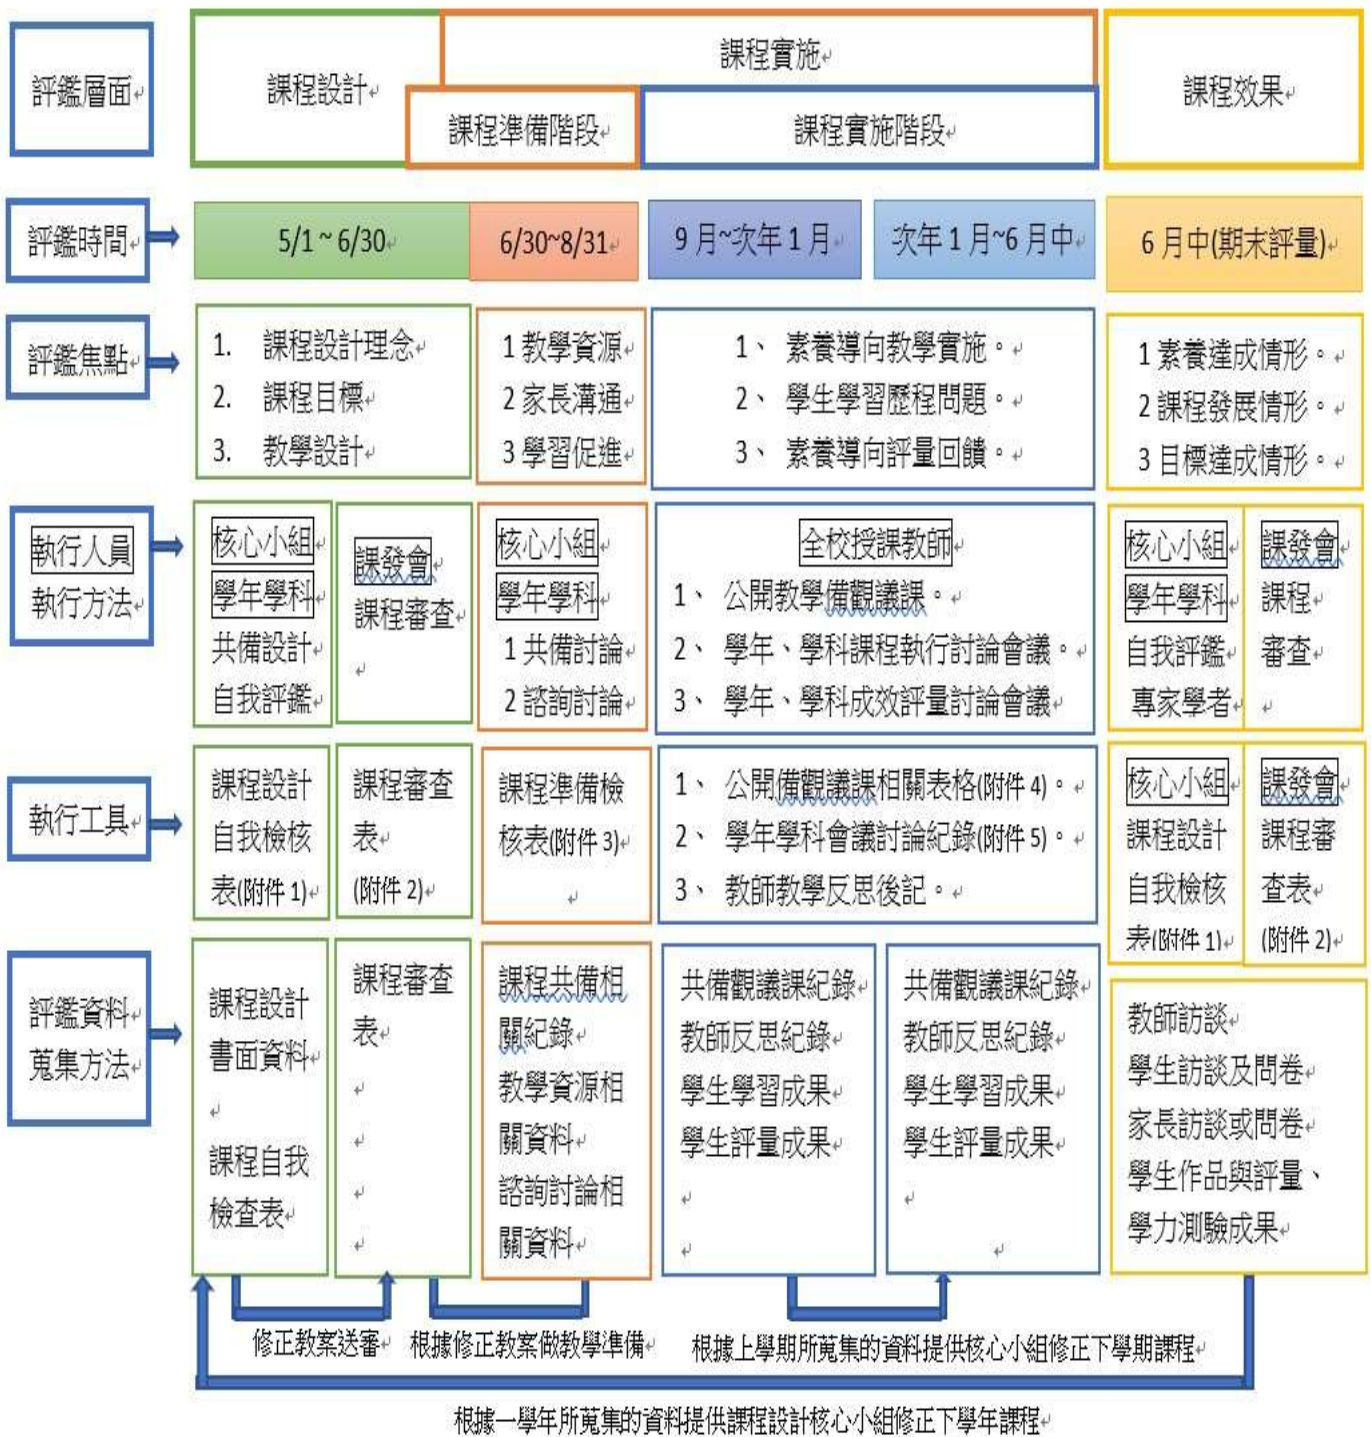 評鑑層面
課程設計
課程實施
課程準備階段
課程實施階段
課程效果
評鑑時間
5/1 ~ 6/30
6/30~8/31
9 月~次年 1 月
次年 1 月~6 月中
6 月中(期末評量)
評鑑焦點
1. 課程設計理念
2. 課程目標
3. 教學設計
1 教學資源
2 家長溝通
3 學習促進
1、 素養導向教學實施。
2、 學生學習歷程問題。
3、 素養導向評量回饋。
1 素養達成情形。
2 課程發展情形。
3 目標達成情形。
執行人員
執行方法
核心小組
學年學科
共備設計
自我評鑑
課發會
課程審查
核心小組
學年學科
1 共備討論
2 諮詢討論
全校授課教師
1、 公開教學備觀議課。
2、 學年、學科課程執行討論會議。
3、 學年、學科成效評量討論會議
核心小組
學年學科
自我評鑑
專家學者
課發會
課程
審查
執行工具
課程設計
自我檢核
表(附件 1)
課程審查
表
(附件 2)
課程準備檢
核表(附件 3)
1、 公開備觀議課相關表格(附件 4)。
2、 學年學科會議討論紀錄(附件 5)。
3、 教師教學反思後記。
核心小組
課程設計
自我檢核
表(附件 1)
課發會
課程審
查表
(附件 2)
評鑑資料
蒐集方法
課程設計
書面資料
課程自我
檢查表
課程審查
表
課程共備相
關紀錄
教學資源相
關資料
諮詢討論相
關資料
共備觀議課紀錄
教師反思紀錄
學生學習成果
學生評量成果
共備觀議課紀錄
教師反思紀錄
學生學習成果
學生評量成果
教師訪談
學生訪談及問卷
家長訪談或問卷
學生作品與評量、
學力測驗成果
修正教案送審
根據修正教案做教學準備
根據上學期所蒐集的資料提供核心小組修正下學期課程
根據一學年所蒐集的資料提供課程設計核心小組修正下學年課程